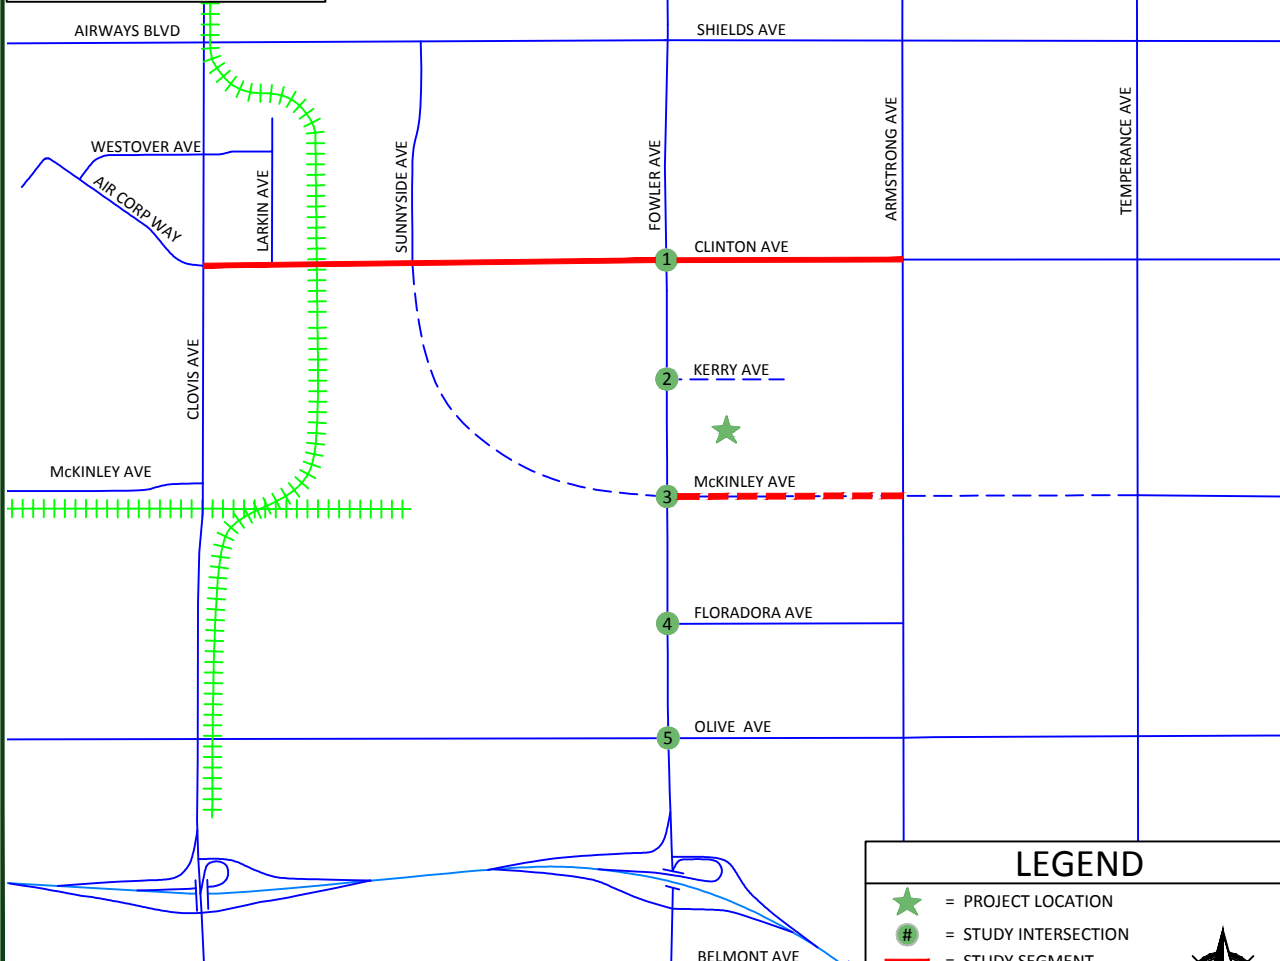 AIRWAYS BLVD
SHIELDS AVE
WESTOVER AVE
AIR CORP WAY
LARKIN AVE
SUNNYSIDE AVE
FOWLER AVE
ARMSTRONG AVE
TEMPERANCE AVE
CLINTON AVE
1
CLOVIS AVE
KERRY AVE
2
McKINLEY AVE
McKINLEY AVE
3
FLORADORA AVE
4
OLIVE AVE
5
BELMONT AVE
LEGEND
= PROJECT LOCATION
# = STUDY INTERSECTION
= STUDY SEGMENT